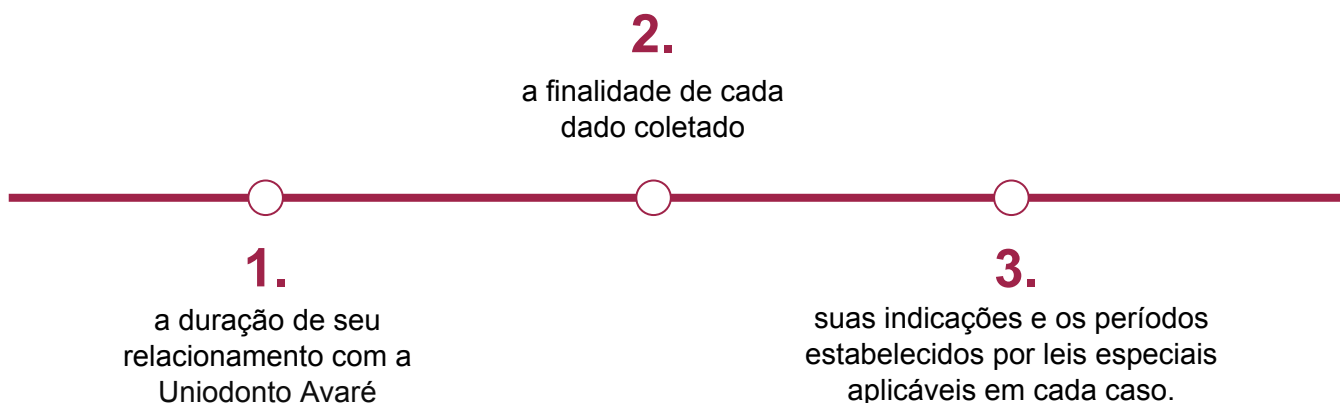 1.
a duração de seu
relacionamento com a
Uniodonto Avaré
2.
a finalidade de cada
dado coletado
3.
suas indicações e os períodos
estabelecidos por leis especiais
aplicáveis em cada caso.